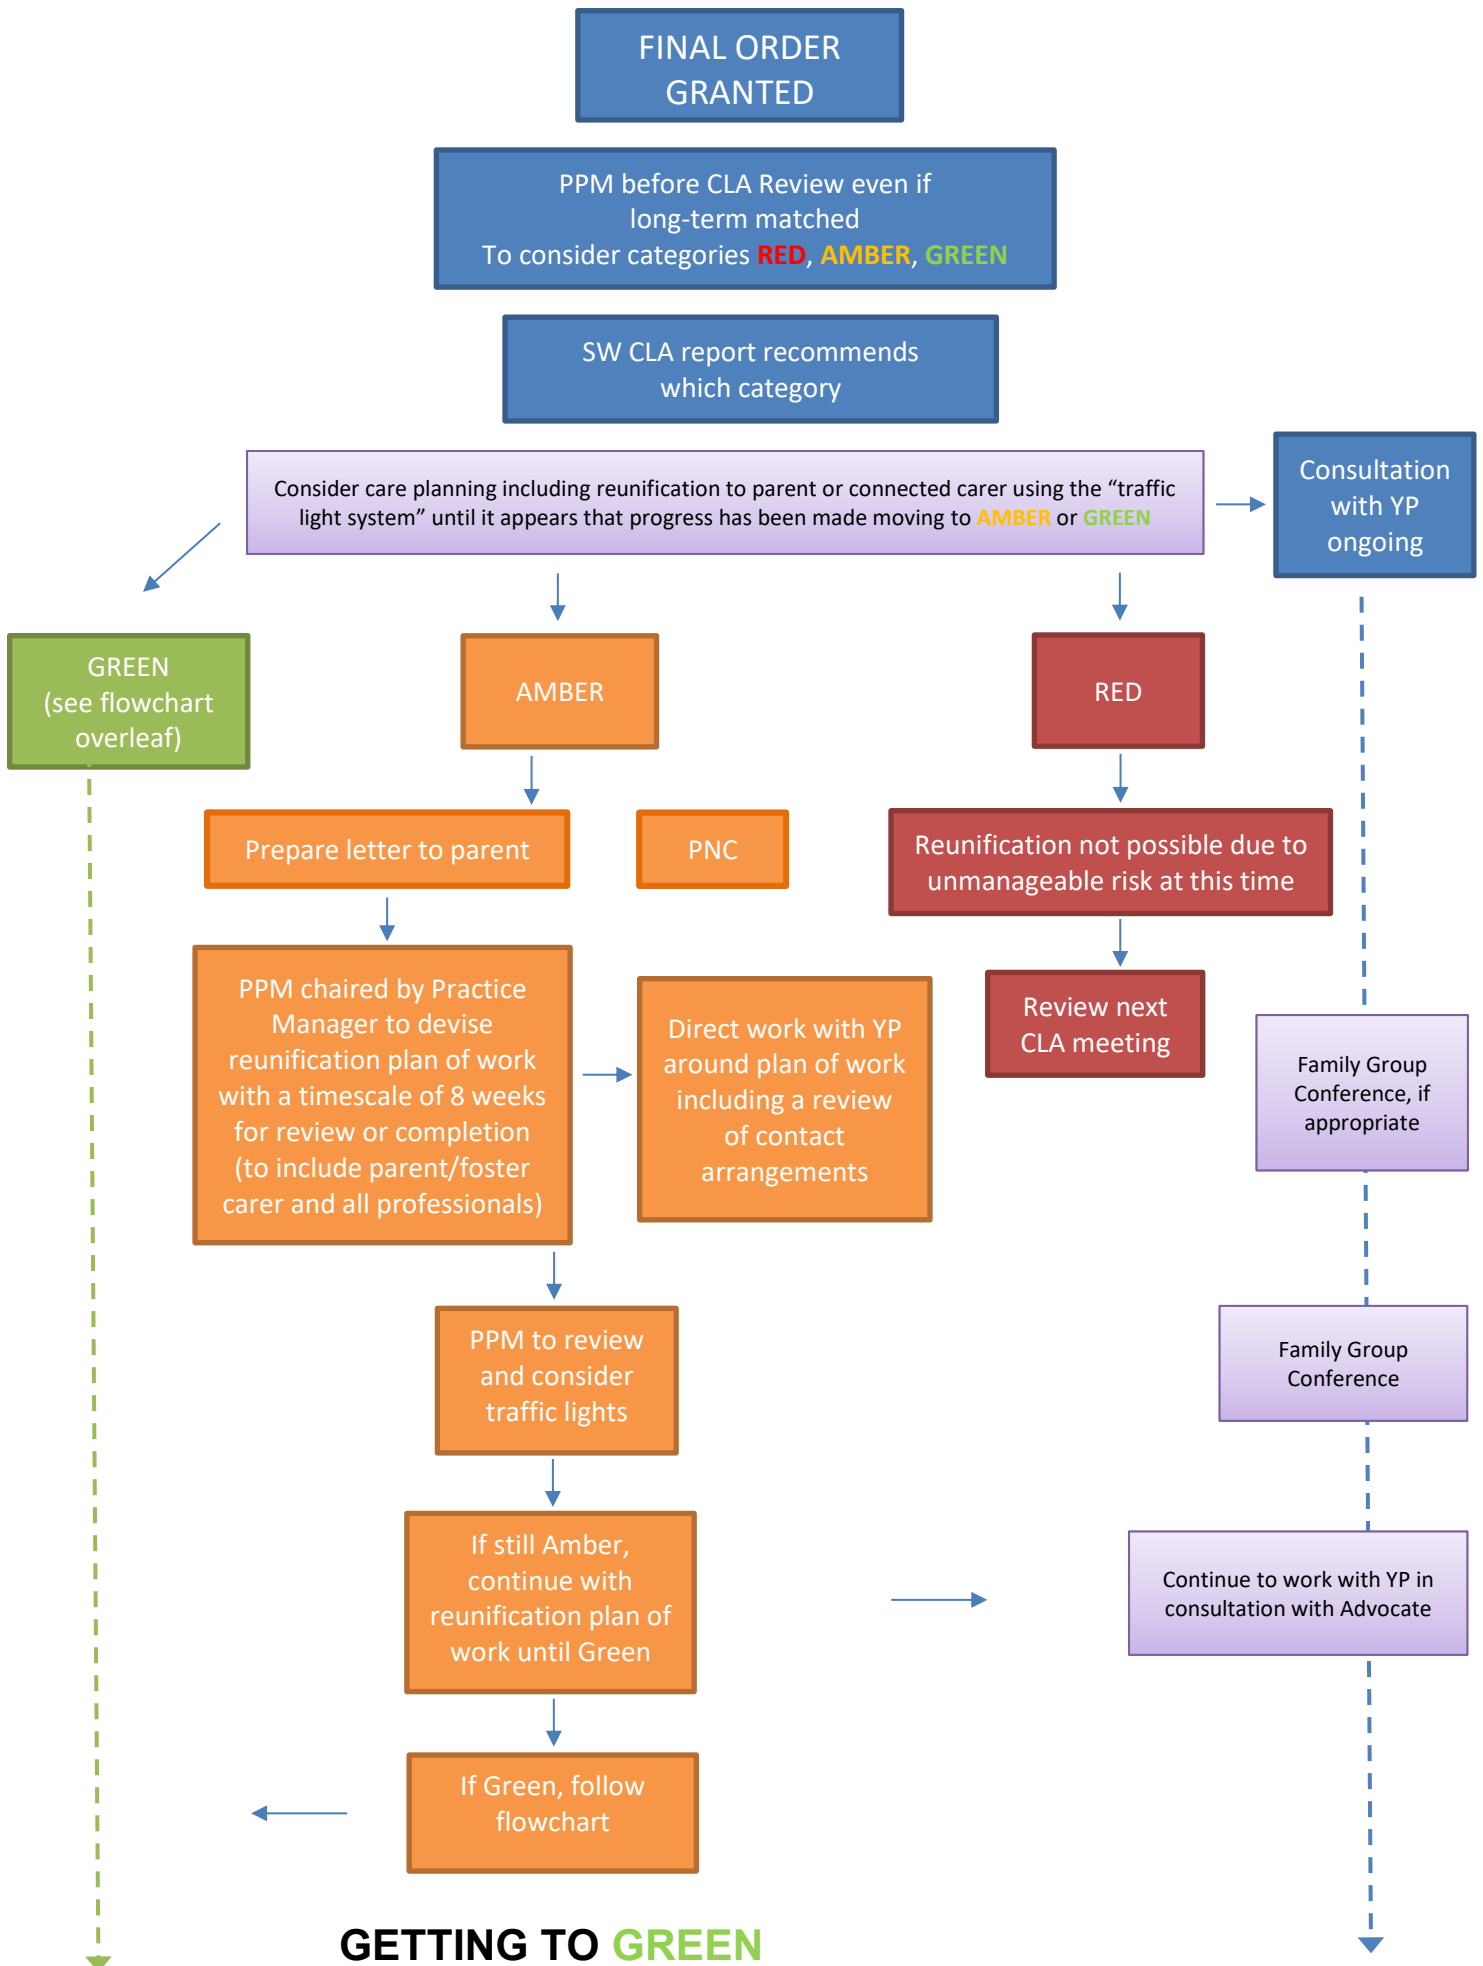 FINAL ORDER
GRANTED
PPM before CLA Review even if
long-term matched
To consider categories RED, AMBER, GREEN
SW CLA report recommends
which category
Consider care planning including reunification to parent or connected carer using the “traffic
light system” until it appears that progress has been made moving to AMBER or GREEN
Consultation
with YP
ongoing
GREEN
(see flowchart
overleaf)
AMBER
RED
Prepare letter to parent
PNC
Reunification not possible due to
unmanageable risk at this time
PPM chaired by Practice
Manager to devise
reunification plan of work
with a timescale of 8 weeks
for review or completion
(to include parent/foster
carer and all professionals)
Direct work with YP
around plan of work
including a review
of contact
arrangements
Review next
CLA meeting
Family Group
Conference, if
appropriate
PPM to review
and consider
traffic lights
Family Group
Conference
If still Amber,
continue with
reunification plan of
work until Green
Continue to work with YP in
consultation with Advocate
If Green, follow
flowchart
GETTING TO GREEN